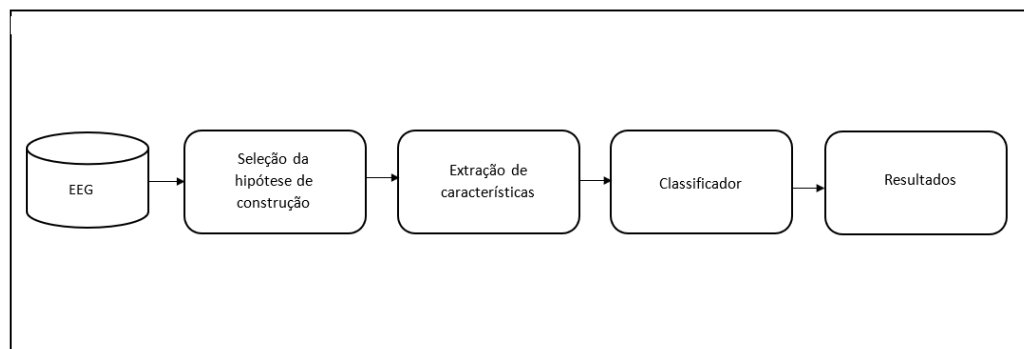 EEG
Seleção da
hipótese de
construção
Extração de
características
Classificador
Resultados